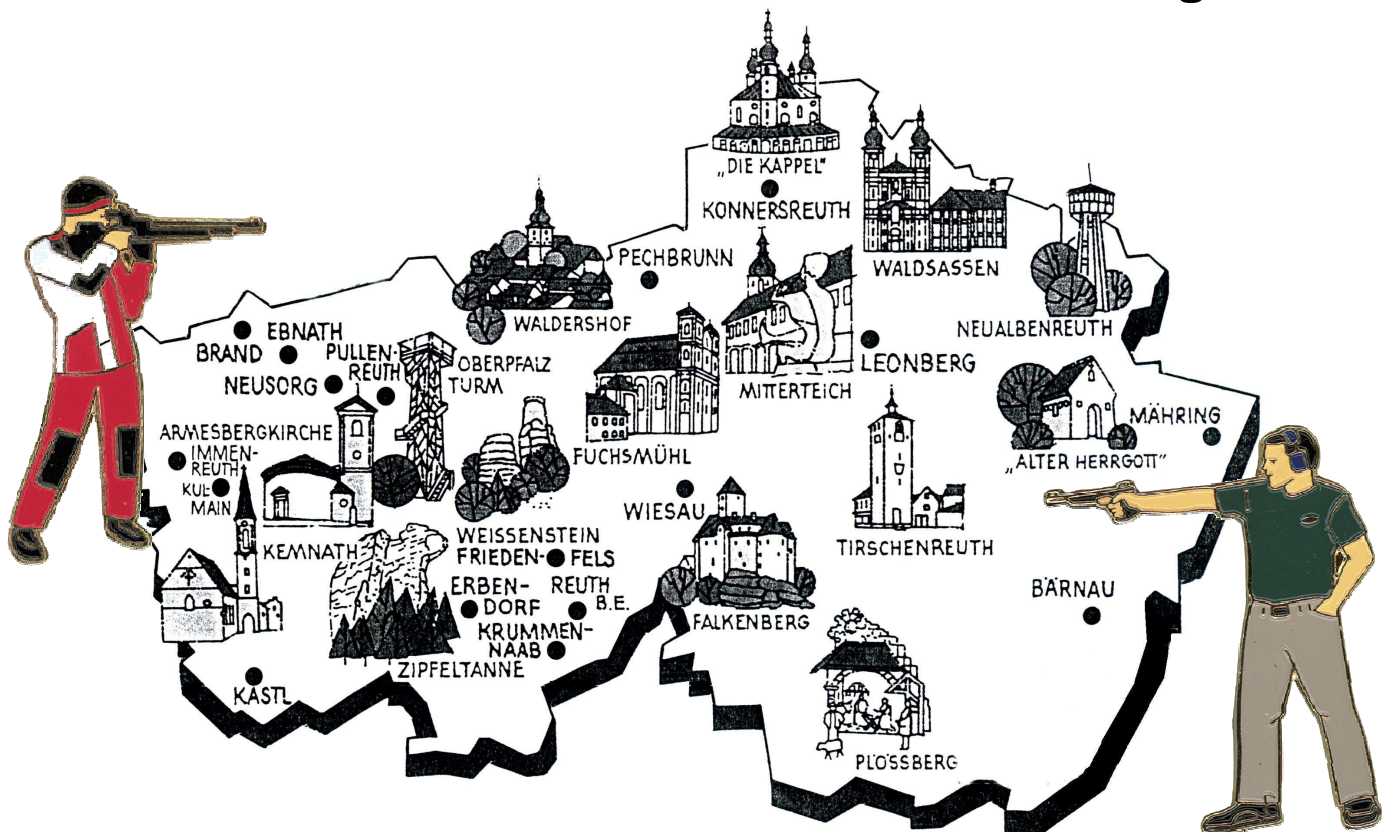 „DIE KAPPEL"
KONNERSREUTH
PECHBRUNN
WALDSASSEN
WALDERSHOF
NEUALBENREUTH
EBNATH
BRAND
PULLEN-
REUTH
OBERPFALZ
TURM
NEUSORG
MITTERTEICH
LEONBERG
MÄHRING
ARMESBERGKIRCHE
IMMEN-
REUTH
KUL-
MAIN
FUCHSMÜHL
„ALTER HERRGOTT"
WIESAU
KEMNATH
WEISSENSTEIN
FRIEDEN-
FELS
TIRSCHENREUTH
ERBEN-
DORF
REUTH
B.E.
BÄRNAU
KRUMMEN-
NAAB
FALKENBERG
ZIPFELTANNE
KASTL
PLÖSSBERG